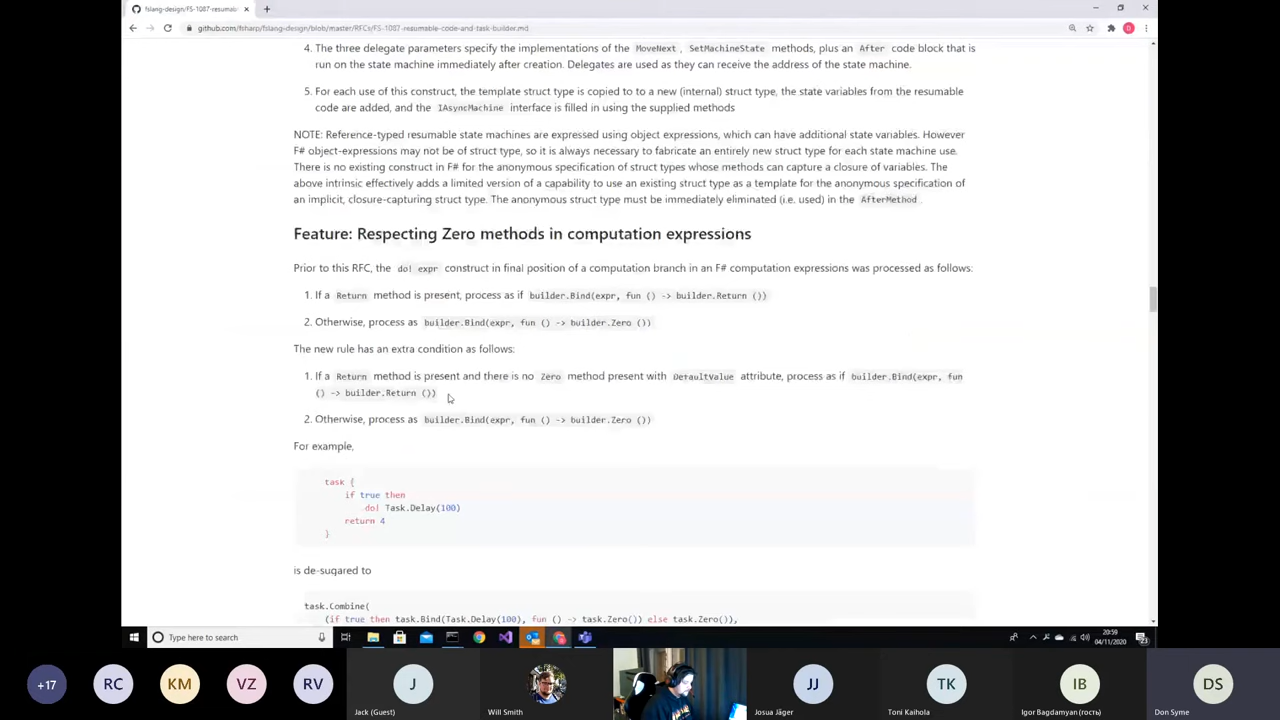 fslang-design/FS-1087-resumable-
github.com/fsharp/fslang-design/blob/master/RFCs/FS-1087-resumable-code-and-task-builder.md
4. The three delegate parameters specify the implementations of the MoveNext, SetMachineState methods, plus an After code block that is
run on the state machine immediately after creation. Delegates are used as they can receive the address of the state machine.
5. For each use of this construct, the template struct type is copied to to a new (internal) struct type, the state variables from the resumable
code are added, and the IAsyncMachine interface is filled in using the supplied methods
NOTE: Reference-typed resumable state machines are expressed using object expressions, which can have additional state variables. However
F# object-expressions may not be of struct type, so it is always necessary to fabricate an entirely new struct type for each state machine use.
There is no existing construct in F# for the anonymous specification of struct types whose methods can capture a closure of variables. The
above intrinsic effectively adds a limited version of a capability to use an existing struct type as a template for the anonymous specification of
an implicit, closure-capturing struct type. The anonymous struct type must be immediately eliminated (i.e. used) in the AfterMethod.
Feature: Respecting Zero methods in computation expressions
Prior to this RFC, the do! expr construct in final position of a computation branch in an F# computation expressions was processed as follows:
1. If a Return method is present, process as if builder.Bind(expr, fun () -> builder.Return ())
2. Otherwise, process as builder.Bind(expr, fun () -> builder.Zero ())
The new rule has an extra condition as follows:
1. If a Return method is present and there is no Zero method present with DefaultValue attribute, process as if builder.Bind(expr, fun
() -> builder.Return ())
2. Otherwise, process as builder.Bind(expr, fun () -> builder.Zero ())
For example,
task {
if true then
do! Task.Delay(100)
return 4
}
is de-sugared to
task.Combine(
(if true then task.Bind(Task.Delay(100), fun () -> task.Zero()) else task.Zero()),
Type here to search
20:59
04/11/2020
+17
RC
KM
VZ
RV
J
JJ
TK
IB
DS
Jack (Guest)
Will Smith
Josua Jäger
Toni Kaihola
Igor Bagdamyan (гость)
Don Syme